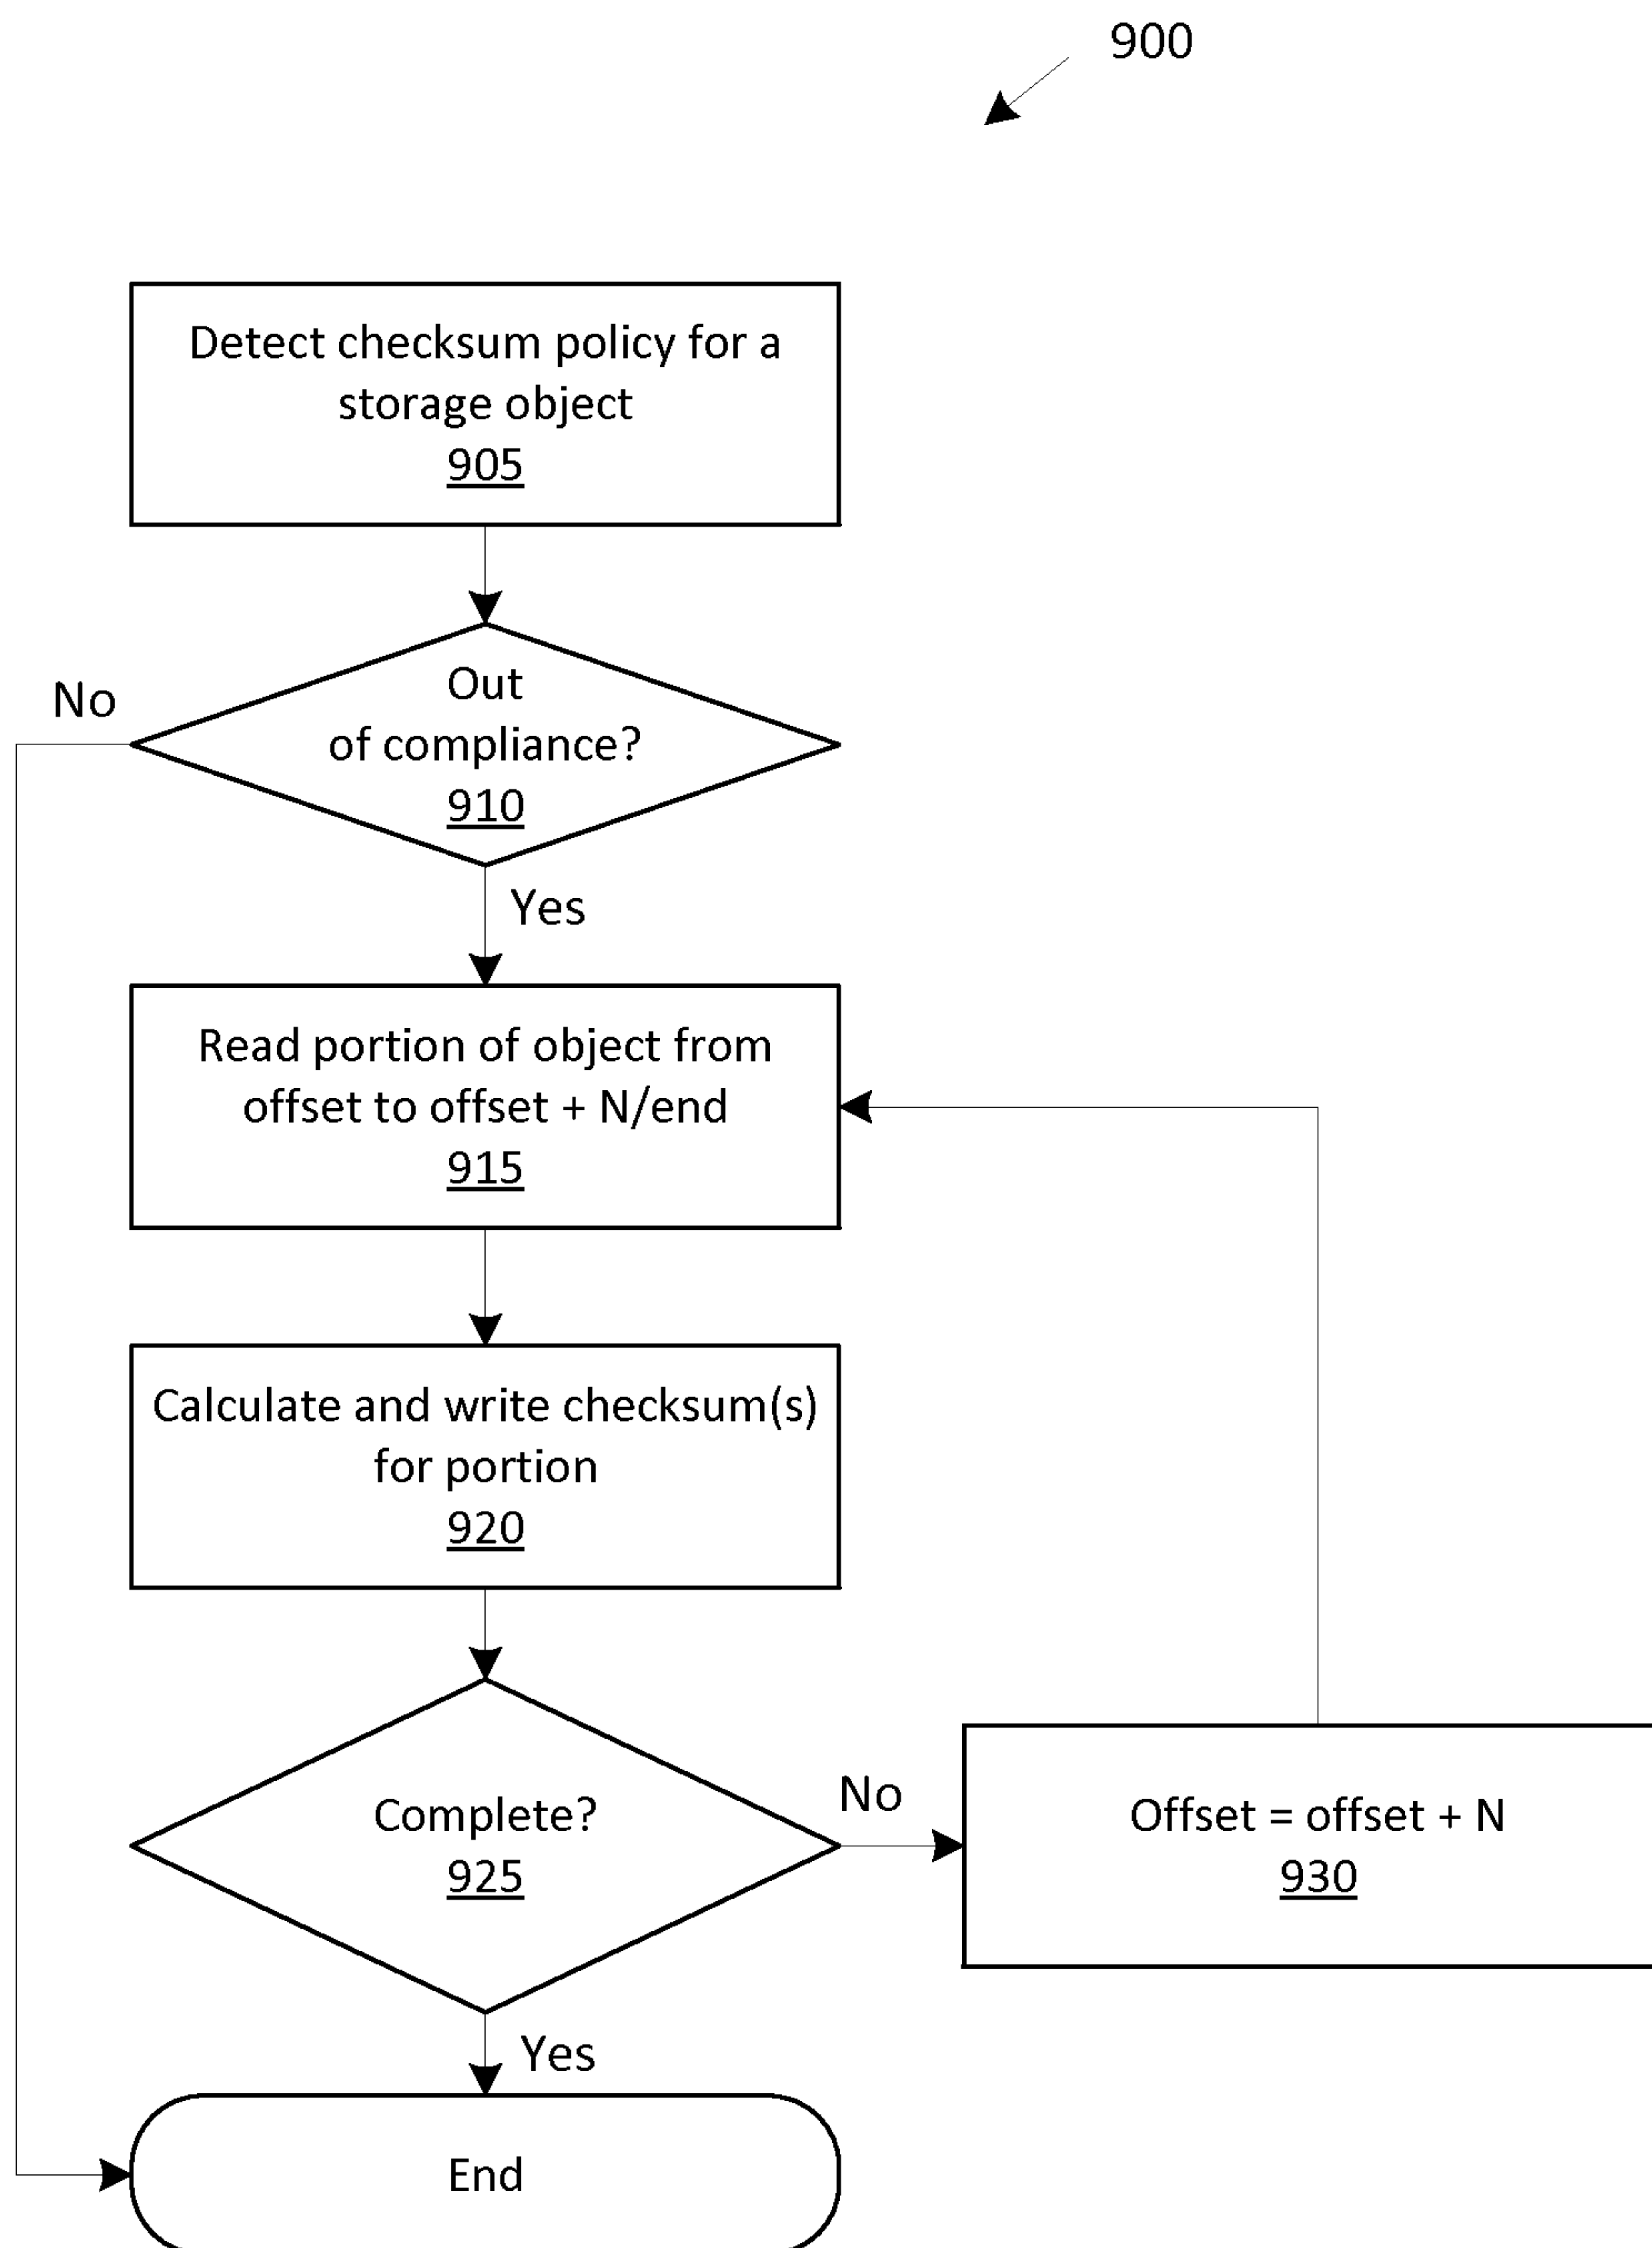 900
Detect checksum policy for a
storage object
905
Out
of compliance?
910
No
Yes
Read portion of object from
offset to offset + N/end
915
Calculate and write checksum(s)
for portion
920
Complete?
925
No
Offset = offset + N
930
Yes
End